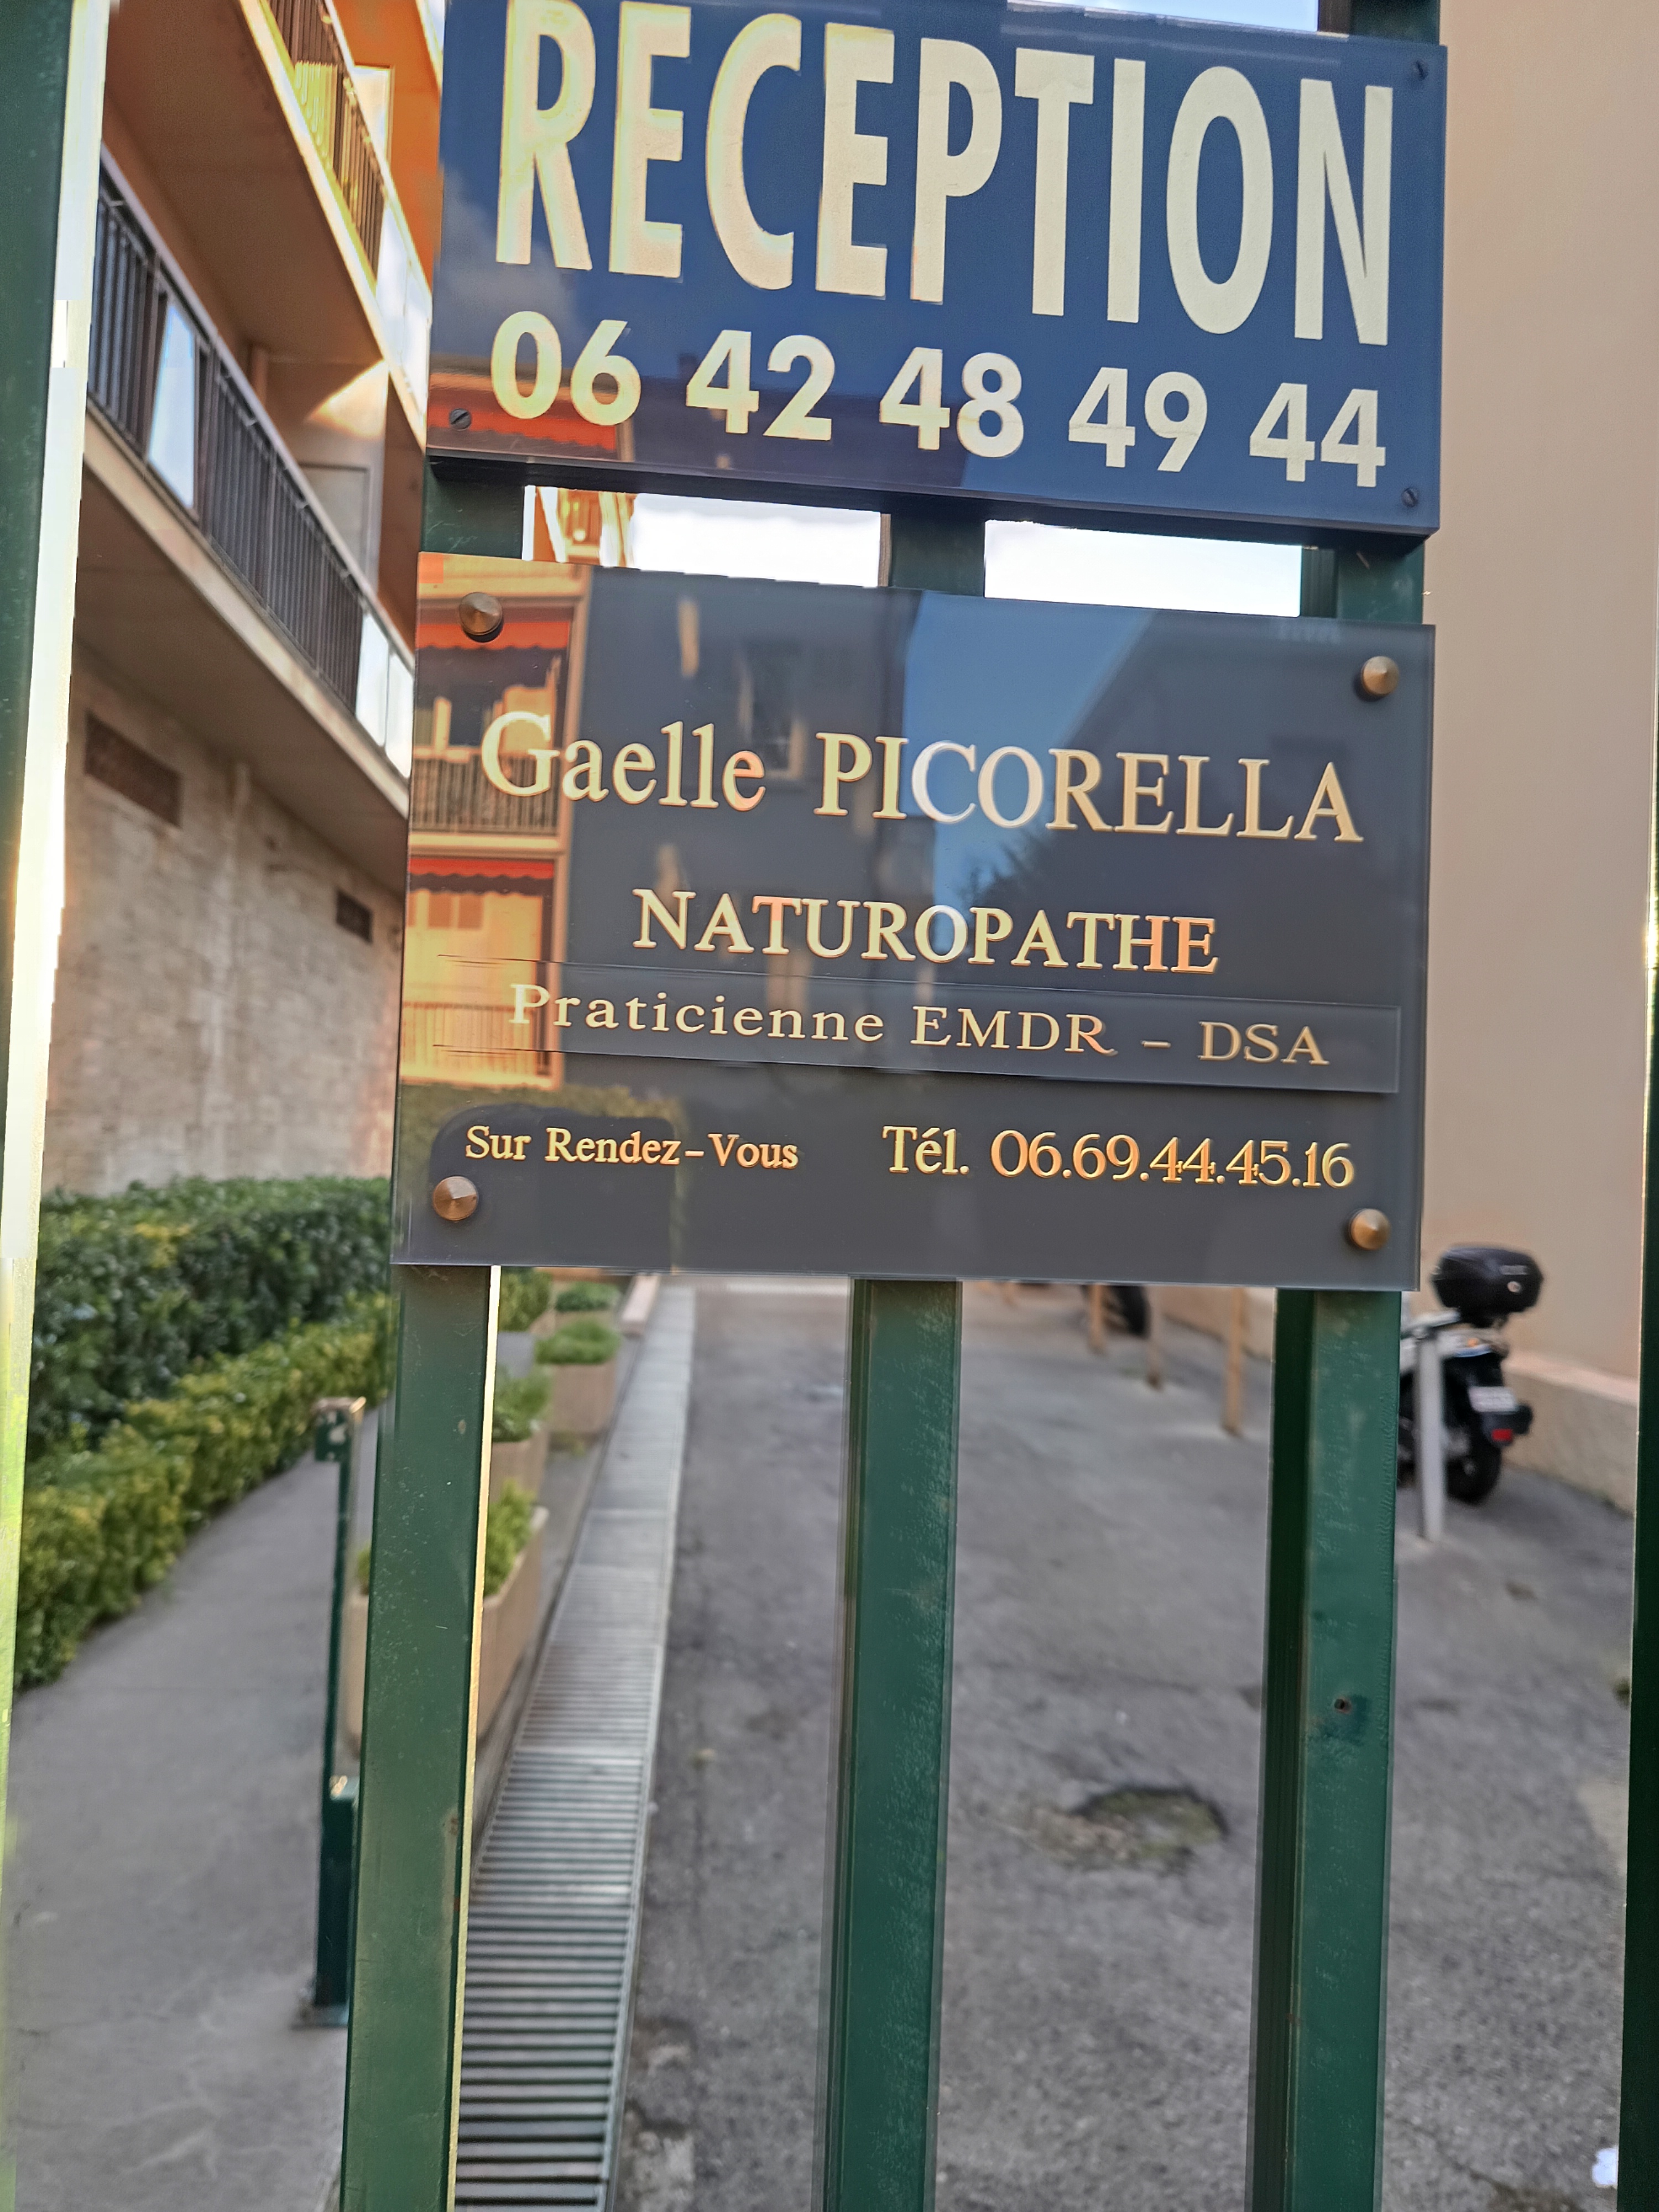 RECEPTION
06 42 48 49 44
Gaelle PICORELLA
NATUROPATHE
Praticienne EMDR - DSA
Sur Rendez-Vous Tél. 06.69.44.45.16